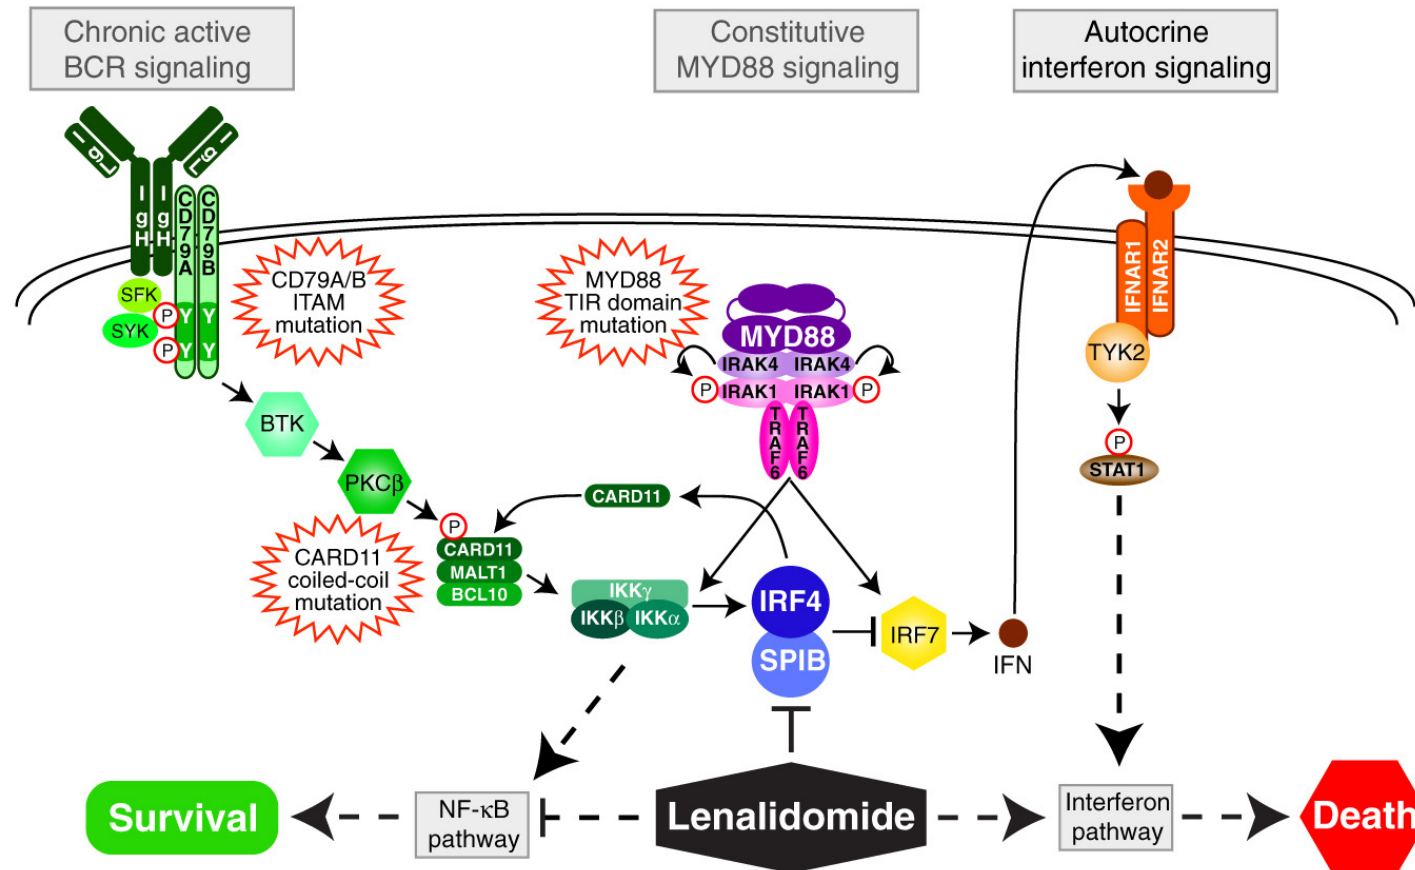 Chronic active
BCR signaling
Constitutive
MYD88 signaling
Autocrine
interferon signaling
IgL
IgL
IgH
IgH
CD79A
CD79B
SFK
SYK
P
P
Y
Y
Y
Y
CD79A/B
ITAM
mutation
MYD88
TIR domain
mutation
MYD88
IRAK4
IRAK4
P
IRAK1
IRAK1
P
TRAF6
TRAF6
IFNAR1
IFNAR2
TYK2
P
STAT1
BTK
PKCβ
P
CARD11
CARD11
MALT1
BCL10
CARD11
coiled-coil
mutation
IKKγ
IKKβ
IKKα
IRF4
SPIB
IRF7
IFN
Survival
NF-κB
pathway
Lenalidomide
Interferon
pathway
Death